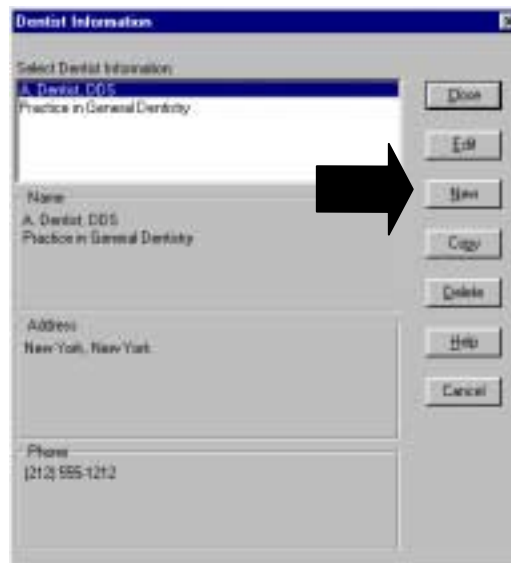 Dentist Information
Select Dentist Information
A. Dentist, DDS
Practice in General Dentistry
Close
Edit
New
Copy
Delete
Help
Cancel
Name
A. Dentist, DDS
Practice in General Dentistry
Address
New York, New York
Phone
(212) 555-1212